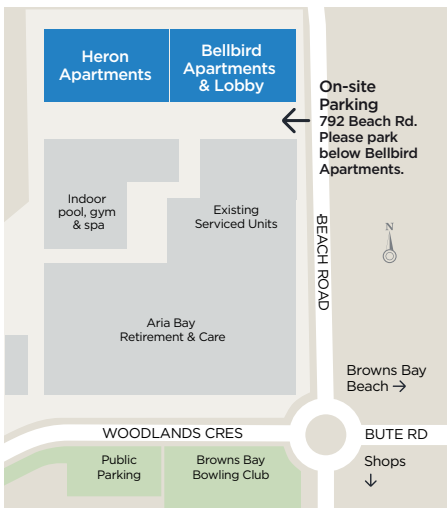 Heron
Apartments
Bellbird
Apartments
& Lobby
On-site
Parking
792 Beach Rd.
Please park
below Bellbird
Apartments.
Indoor
pool, gym
& spa
Existing
Serviced Units
BEACH ROAD
N
Aria Bay
Retirement & Care
Browns Bay
Beach →
WOODLANDS CRES
BUTE RD
Public
Parking
Browns Bay
Bowling Club
Shops
↓